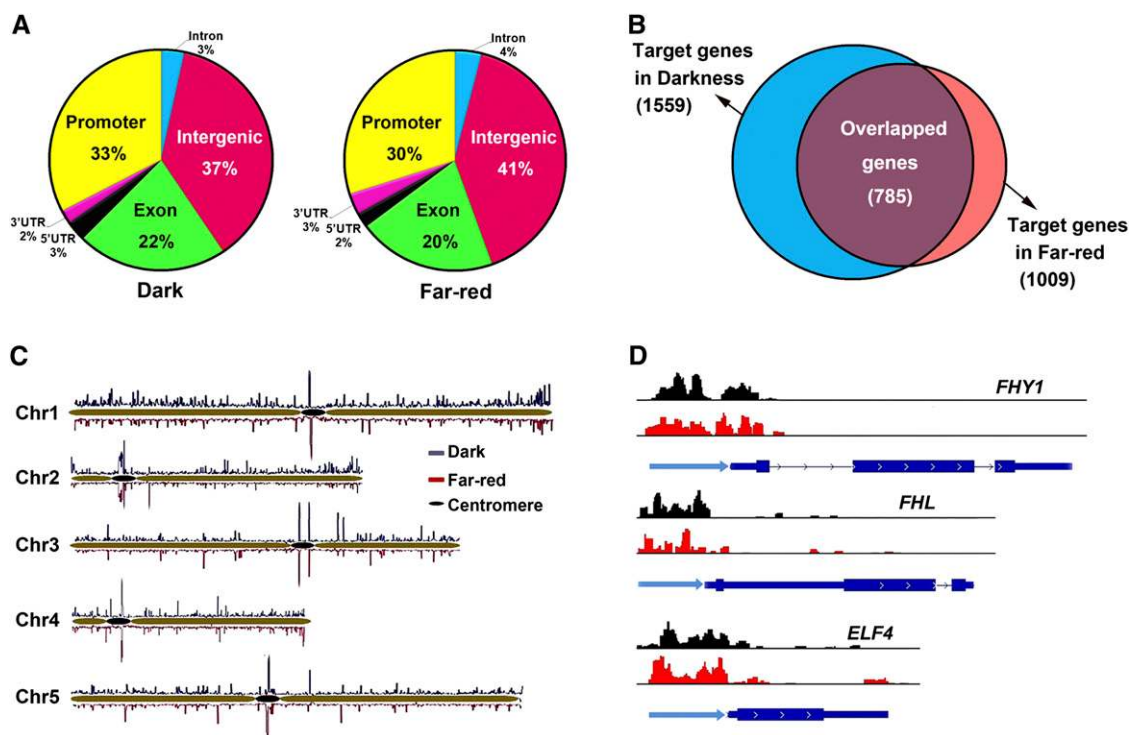 A
Intron
3%
Promoter
33%
Intergenic
37%
Exon
22%
3'UTR
2%
5'UTR
3%
Dark
Intron
4%
Promoter
30%
Intergenic
41%
Exon
20%
3'UTR
3%
5'UTR
2%
Far-red
B
Target genes
in Darkness
(1559)
Overlapped
genes
(785)
Target genes
in Far-red
(1009)
C
Chr1
Chr2
Chr3
Chr4
Chr5
Dark
Far-red
Centromere
D
FHY1
FHL
ELF4